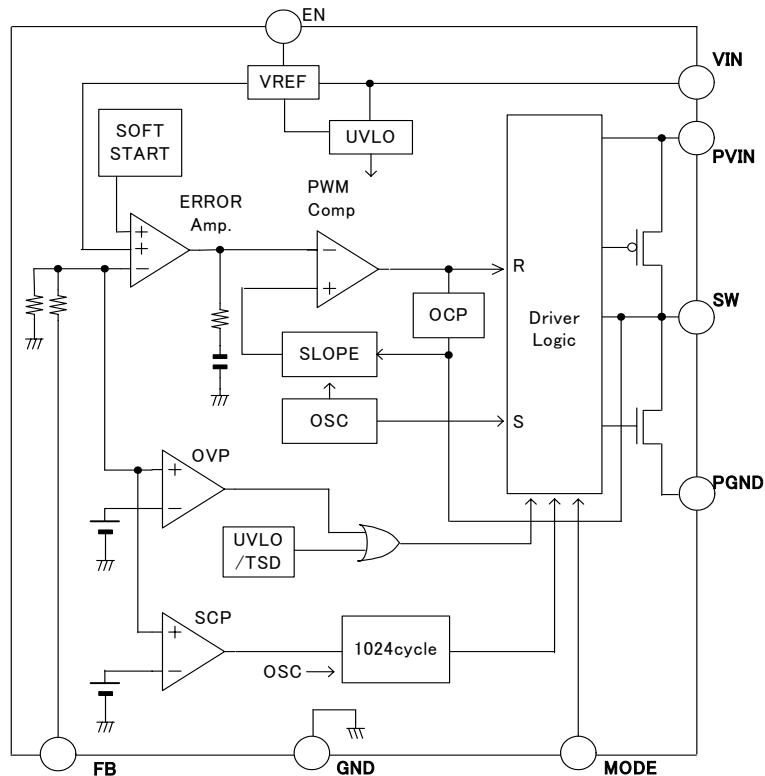 EN
VIN
VREF
SOFT
START
UVLO
PVIN
ERROR
Amp.
PWM
Comp
+
+
−
−
+
R
OCP
Driver
Logic
SW
SLOPE
OSC
S
OVP
+
−
UVLO
/TSD
PGND
SCP
+
−
1024cycle
OSC
FB
GND
MODE